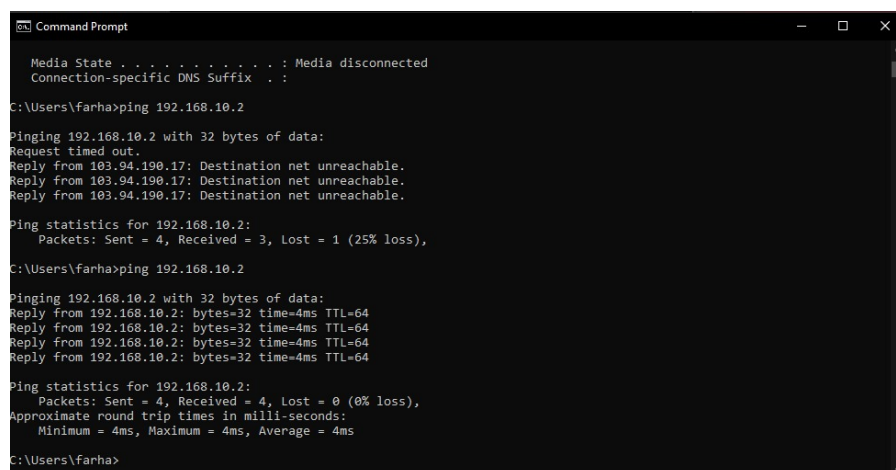 Command Prompt
Media State . . . . . . . . . . . : Media disconnected
Connection-specific DNS Suffix  . :
C:\Users\farha>ping 192.168.10.2
Pinging 192.168.10.2 with 32 bytes of data:
Request timed out.
Reply from 103.94.190.17: Destination net unreachable.
Reply from 103.94.190.17: Destination net unreachable.
Reply from 103.94.190.17: Destination net unreachable.
Ping statistics for 192.168.10.2:
Packets: Sent = 4, Received = 3, Lost = 1 (25% loss),
C:\Users\farha>ping 192.168.10.2
Pinging 192.168.10.2 with 32 bytes of data:
Reply from 192.168.10.2: bytes=32 time=4ms TTL=64
Reply from 192.168.10.2: bytes=32 time=4ms TTL=64
Reply from 192.168.10.2: bytes=32 time=4ms TTL=64
Reply from 192.168.10.2: bytes=32 time=4ms TTL=64
Ping statistics for 192.168.10.2:
Packets: Sent = 4, Received = 4, Lost = 0 (0% loss),
Approximate round trip times in milli-seconds:
Minimum = 4ms, Maximum = 4ms, Average = 4ms
C:\Users\farha>